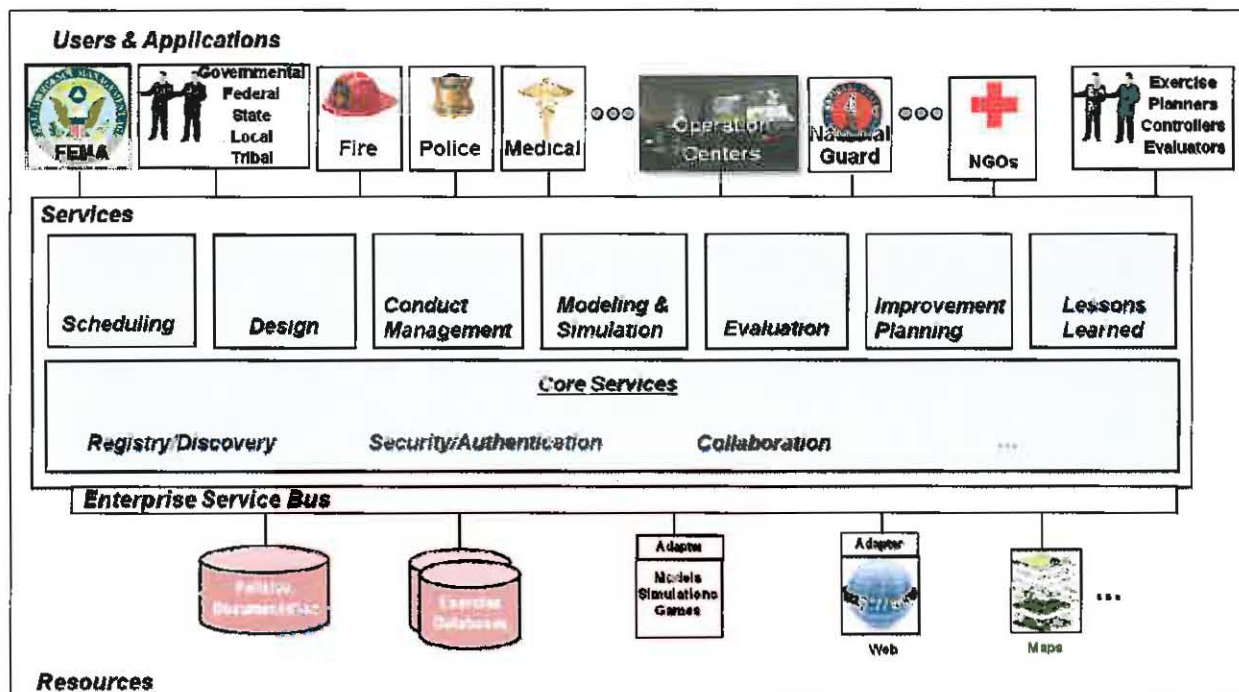 Users & Applications
FEMA
Governmental
Federal
State
Local
Tribal
Fire
Police
Medical
Operation
Centers
National
Guard
NGOs
Exercise
Planners
Controllers
Evaluators
Services
Scheduling
Design
Conduct
Management
Modeling &
Simulation
Evaluation
Improvement
Planning
Lessons
Learned
Core Services
Registry/Discovery
Security/Authentication
Collaboration
...
Enterprise Service Bus
Exercise
Databases
Adapter
Models
Simulations
Games
Adapter
Web
Maps
...
Resources